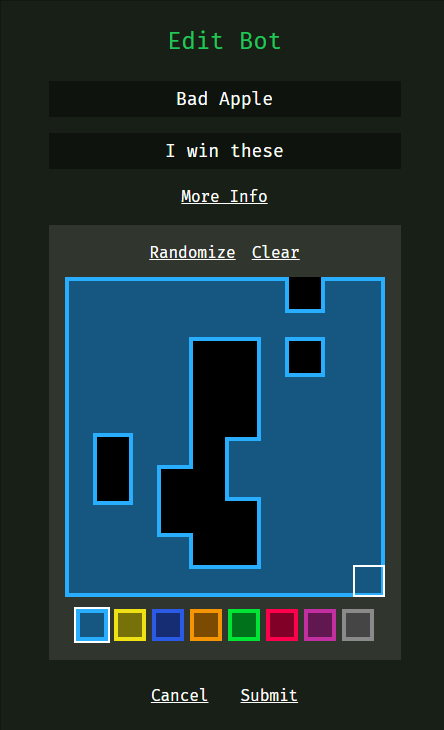 Edit Bot
Bad Apple
I win these
More Info
Randomize Clear
Cancel Submit